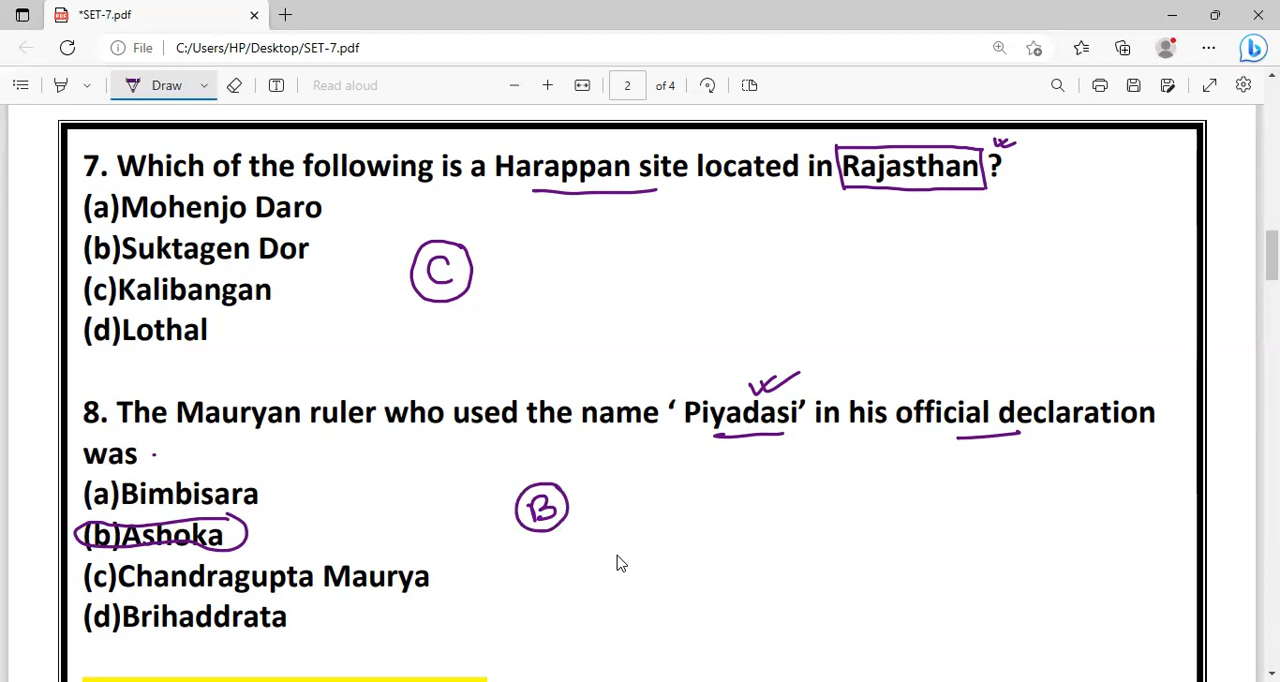 *SET-7.pdf
File C:/Users/HP/Desktop/SET-7.pdf
Draw Read aloud 2 of 4
7. Which of the following is a Harappan site located in Rajasthan ?
(a)Mohenjo Daro
(b)Suktagen Dor
C
(c)Kalibangan
(d)Lothal
8. The Mauryan ruler who used the name ‘ Piyadasi’ in his official declaration
was
(a)Bimbisara
B
(b)Ashoka
(c)Chandragupta Maurya
(d)Brihaddrata